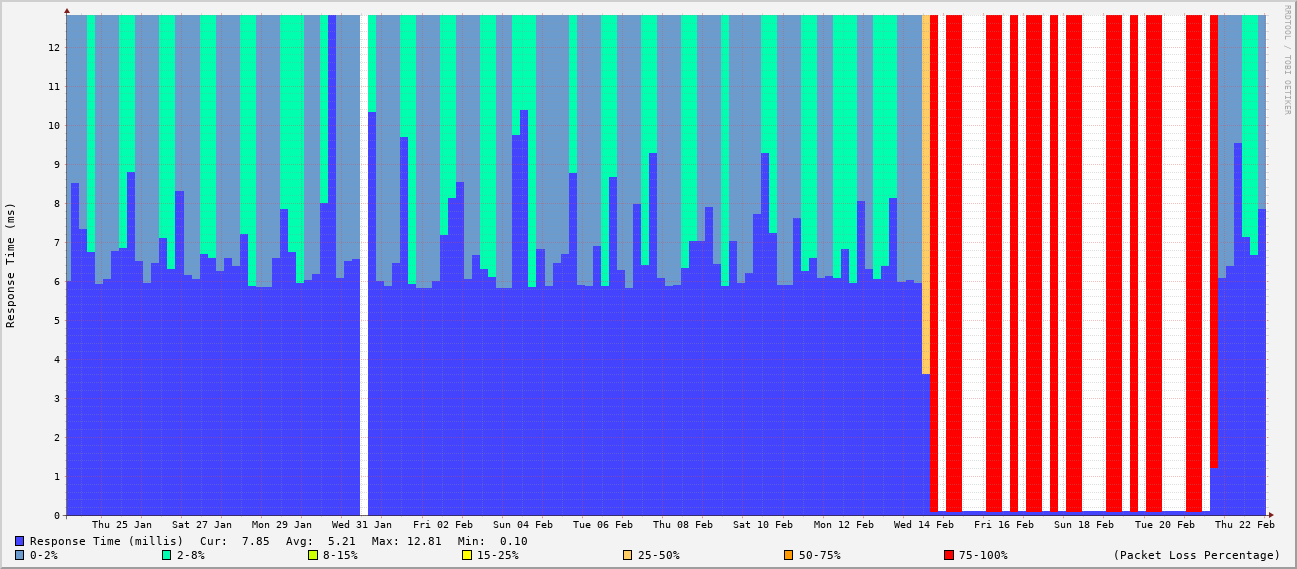 RRDTOOL / TOBI OETIKER
Response Time (ms)
12
11
10
9
8
7
6
5
4
3
2
1
0
Thu 25 Jan Sat 27 Jan Mon 29 Jan Wed 31 Jan Fri 02 Feb Sun 04 Feb Tue 06 Feb Thu 08 Feb Sat 10 Feb Mon 12 Feb Wed 14 Feb Fri 16 Feb Sun 18 Feb Tue 20 Feb Thu 22 Feb
Response Time (millis) Cur: 7.85 Avg: 5.21 Max: 12.81 Min: 0.10
0-2% 2-8% 8-15% 15-25% 25-50% 50-75% 75-100% (Packet Loss Percentage)